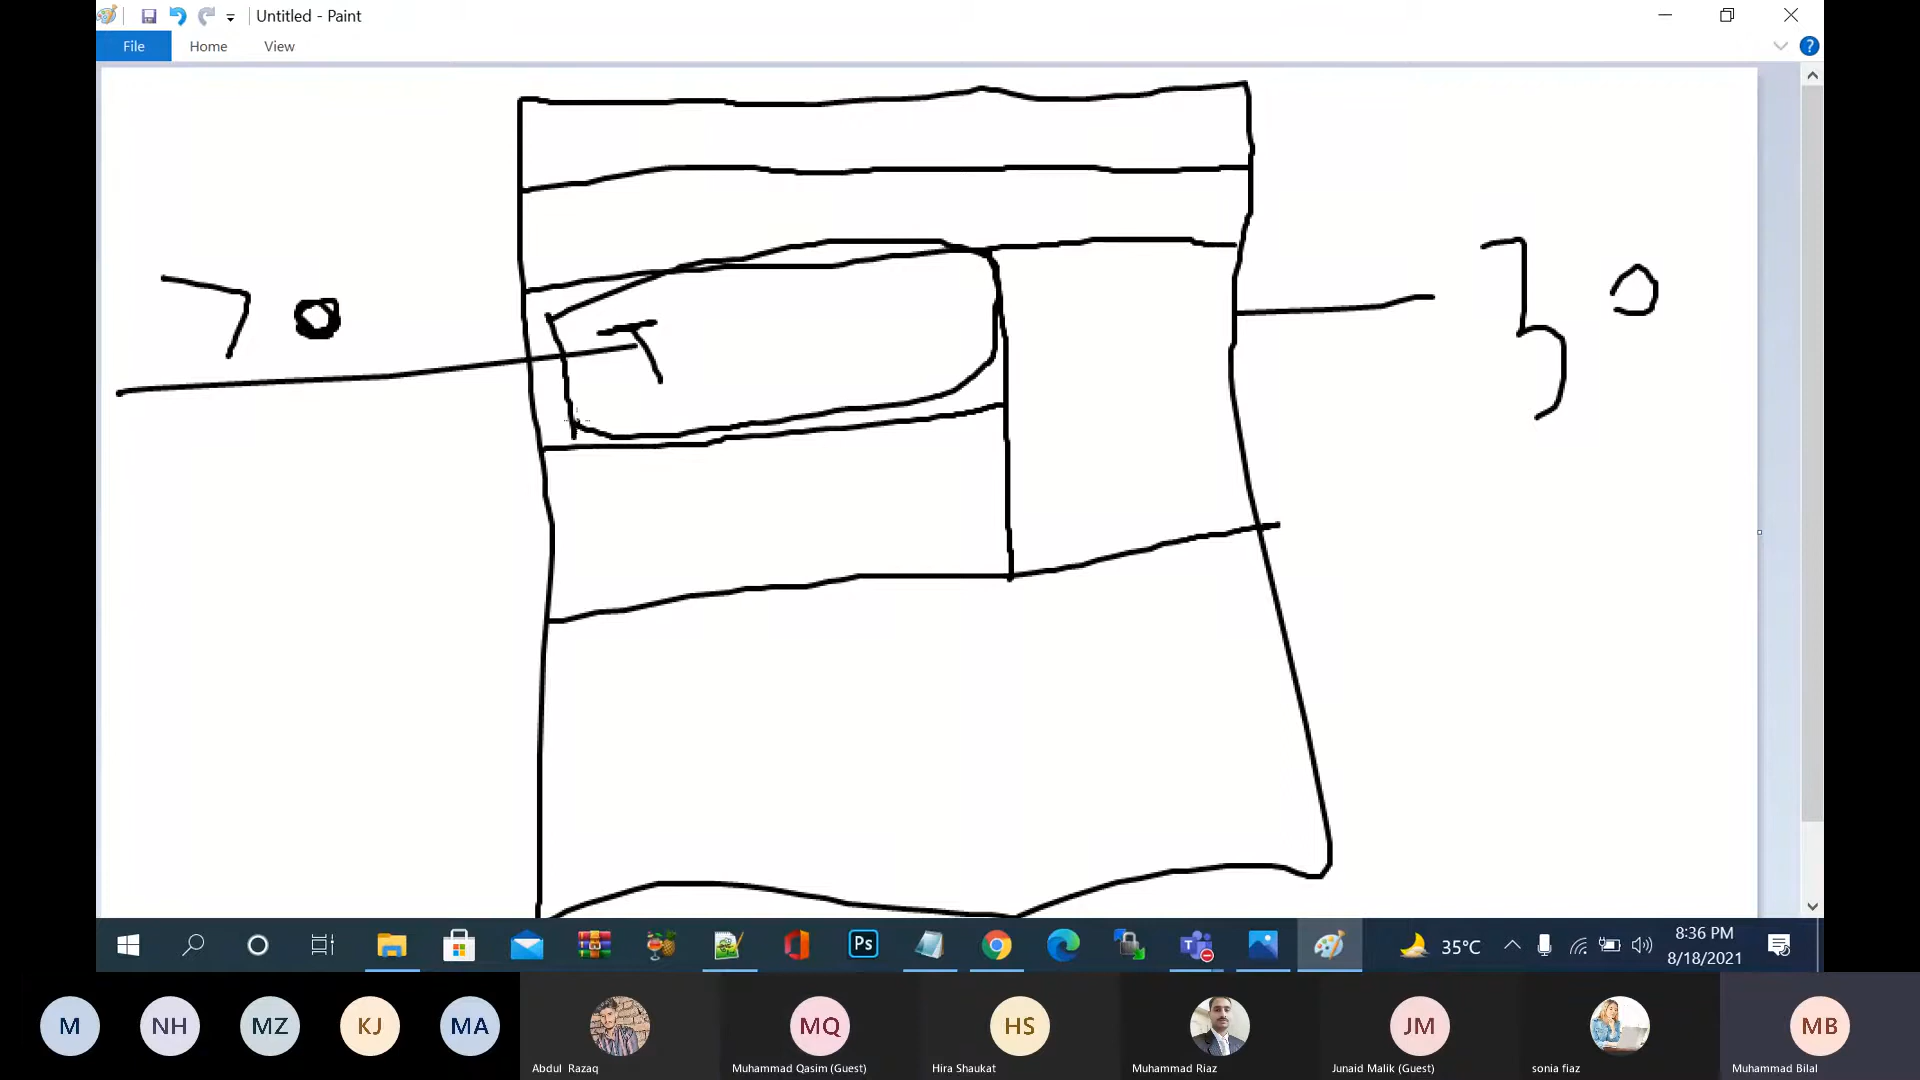 Untitled - Paint
File Home View
70
T
30
Ps
35°C
8:36 PM
8/18/2021
M NH MZ KJ MA MQ HS JM MB
Abdul Razaq Muhammad Qasim (Guest) Hira Shaukat Muhammad Riaz Junaid Malik (Guest) sonia fiaz Muhammad Bilal